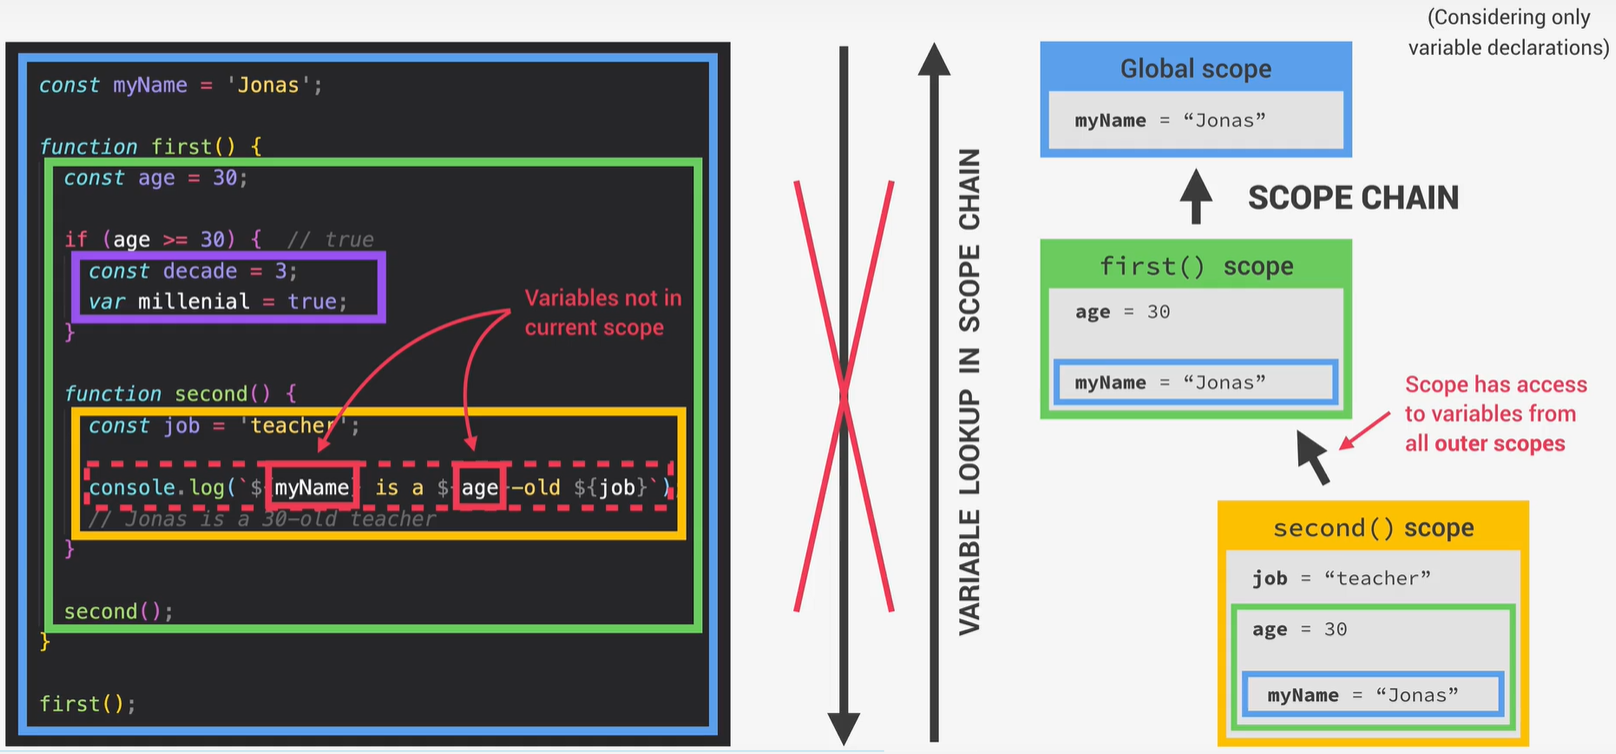 (Considering only
variable declarations)
const myName = 'Jonas';
function first() {
const age = 30;
if (age >= 30) { // true
const decade = 3;
var millenial = true;
}
Variables not in
current scope
function second() {
const job = 'teacher';
console.log(`${myName} is a ${age}-old ${job}`)
// Jonas is a 30-old teacher
}
second();
}
first();
VARIABLE LOOKUP IN SCOPE CHAIN
Global scope
myName = “Jonas”
SCOPE CHAIN
first() scope
age = 30
myName = “Jonas”
Scope has access
to variables from
all outer scopes
second() scope
job = “teacher”
age = 30
myName = “Jonas”